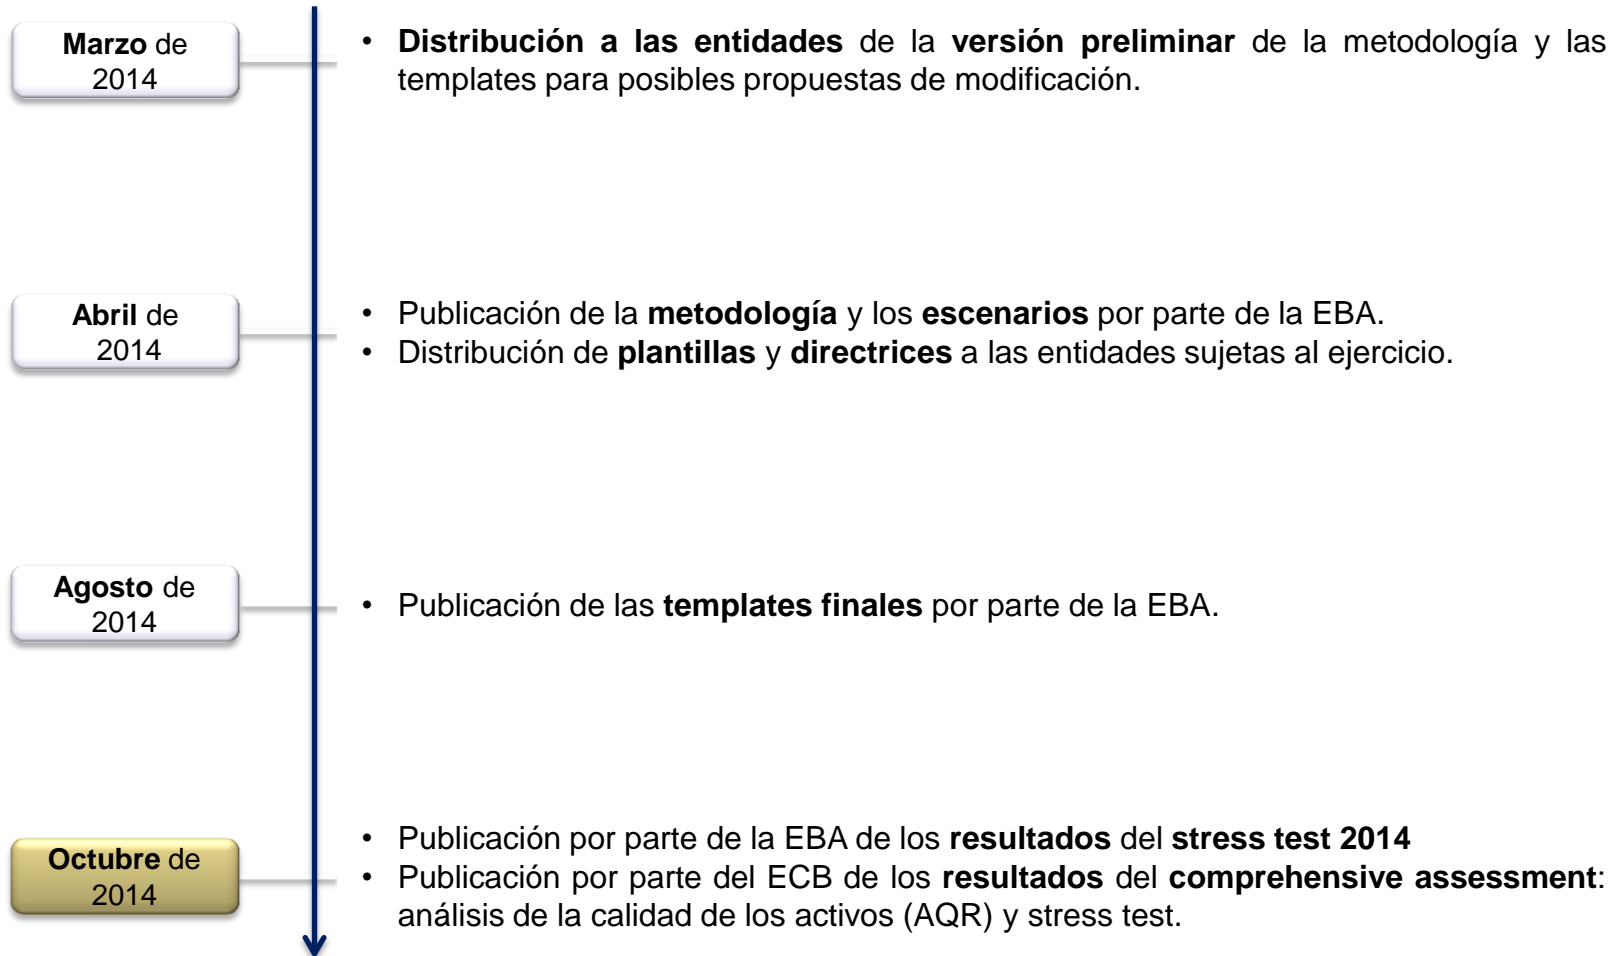 Marzo de
2014
• Distribución a las entidades de la versión preliminar de la metodología y las
templates para posibles propuestas de modificación.
Abril de
2014
• Publicación de la metodología y los escenarios por parte de la EBA.
• Distribución de plantillas y directrices a las entidades sujetas al ejercicio.
Agosto de
2014
• Publicación de las templates finales por parte de la EBA.
Octubre de
2014
• Publicación por parte de la EBA de los resultados del stress test 2014
• Publicación por parte del ECB de los resultados del comprehensive assessment:
análisis de la calidad de los activos (AQR) y stress test.